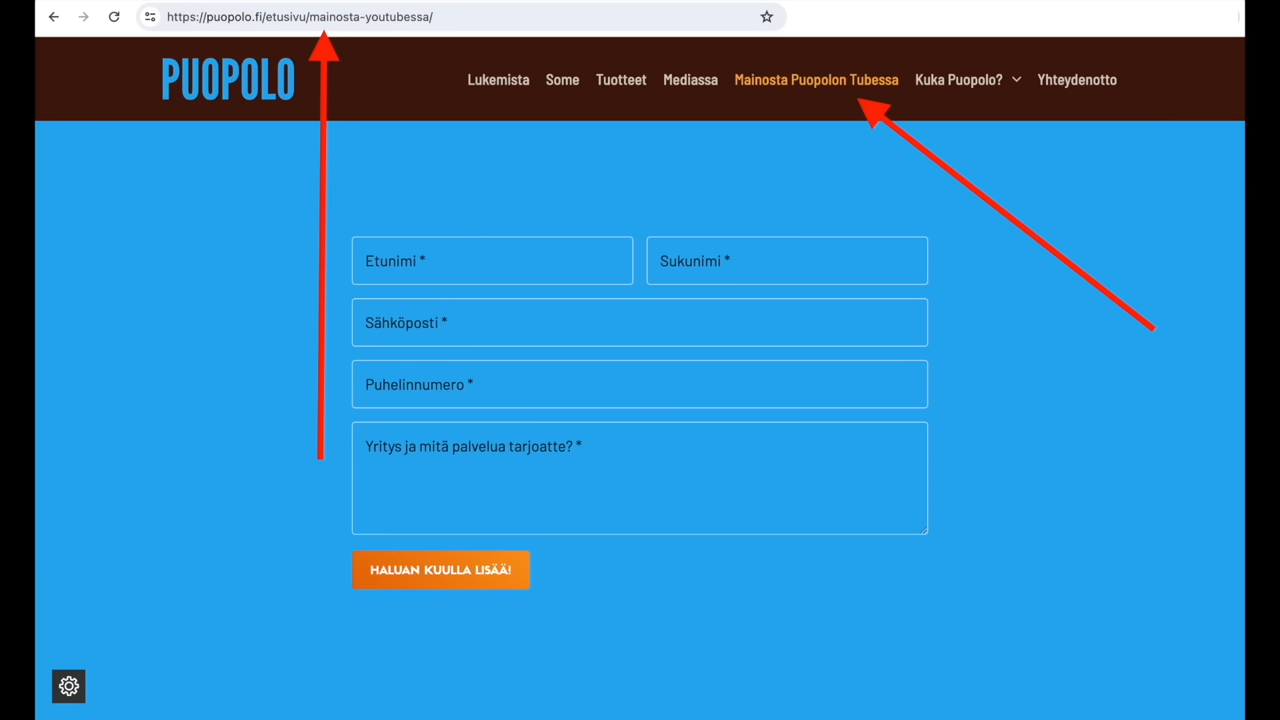 https://puopolo.fi/etusivu/mainosta-youtubessa/
PUOPOLO
Lukemista Some Tuotteet Mediassa Mainosta Puopolon Tubessa Kuka Puopolo? Yhteydenotto
Etunimi * Sukunimi *
Sähköposti *
Puhelinnumero *
Yritys ja mitä palvelua tarjoatte? *
HALUAN KUULLA LISÄÄ!